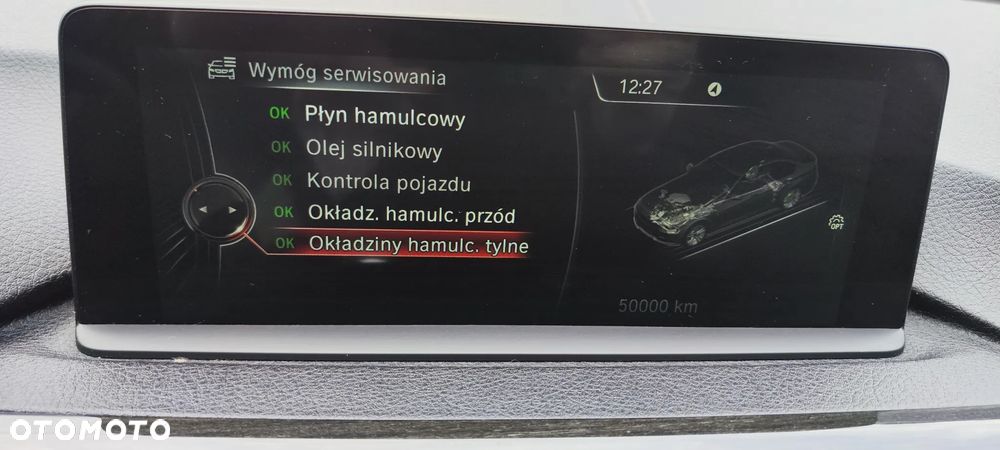 Wymóg serwisowania
12:27
OK Płyn hamulcowy
OK Olej silnikowy
OK Kontrola pojazdu
OK Okładz. hamulc. przód
OK Okładziny hamulc. tylne
OPT
50000 km
OTOMOTO